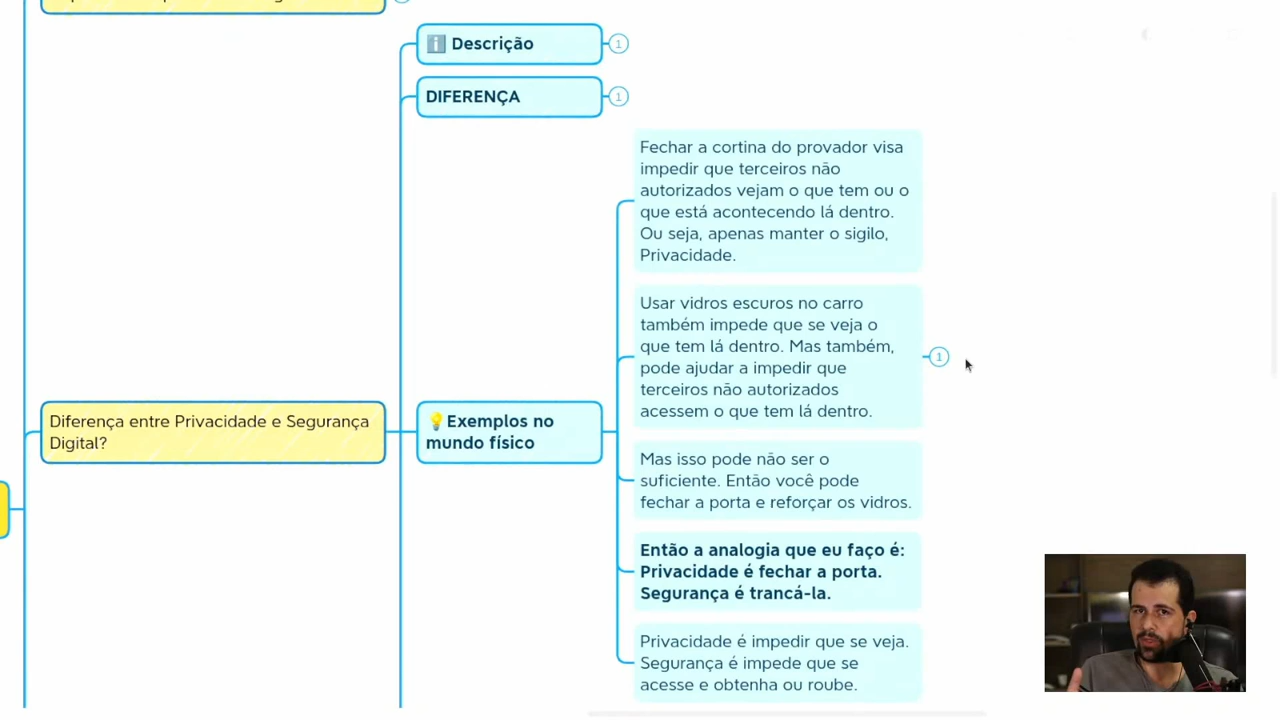 ℹ️ Descrição
1
DIFERENÇA
1
Fechar a cortina do provador visa
impedir que terceiros não
autorizados vejam o que tem ou o
que está acontecendo lá dentro.
Ou seja, apenas manter o sigilo,
Privacidade.
Usar vidros escuros no carro
também impede que se veja o
que tem lá dentro. Mas também,
pode ajudar a impedir que
terceiros não autorizados
acessem o que tem lá dentro.
1
Diferença entre Privacidade e Segurança
Digital?
💡Exemplos no
mundo físico
Mas isso pode não ser o
suficiente. Então você pode
fechar a porta e reforçar os vidros.
Então a analogia que eu faço é:
Privacidade é fechar a porta.
Segurança é trancá-la.
Privacidade é impedir que se veja.
Segurança é impede que se
acesse e obtenha ou roube.